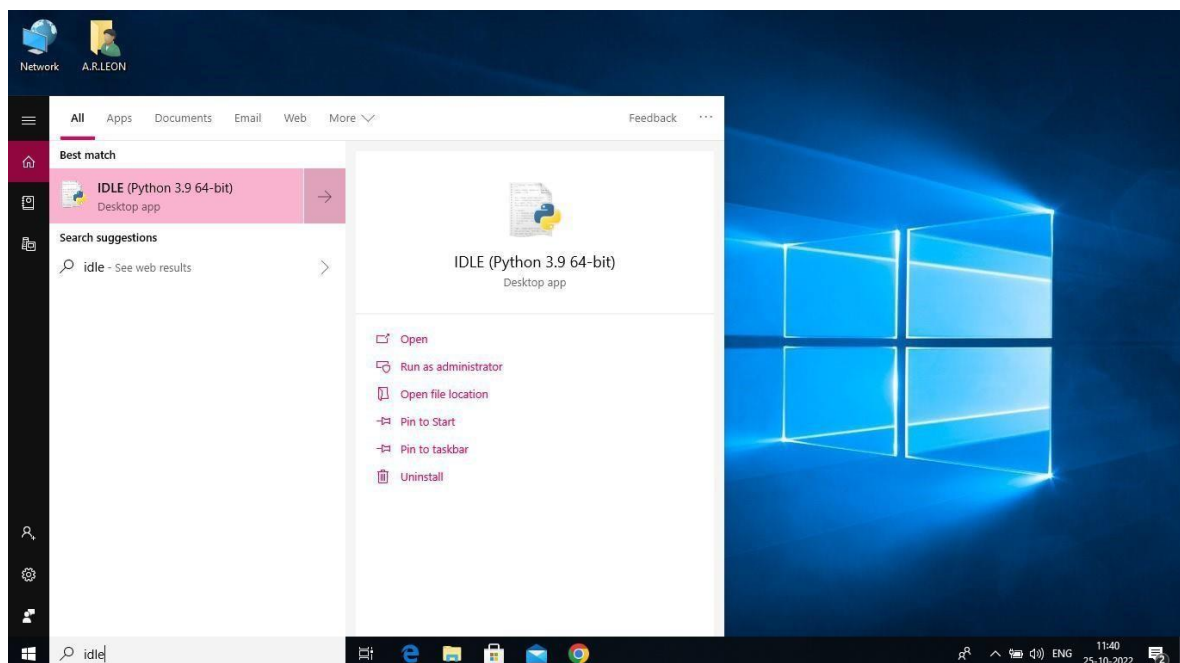 Network
A.R.LEON
All Apps Documents Email Web More Feedback ...
Best match
IDLE (Python 3.9 64-bit)
Desktop app
Search suggestions
idle - See web results
IDLE (Python 3.9 64-bit)
Desktop app
Open
Run as administrator
Open file location
Pin to Start
Pin to taskbar
Uninstall
idle
ENG
11:40
25-10-2022
2